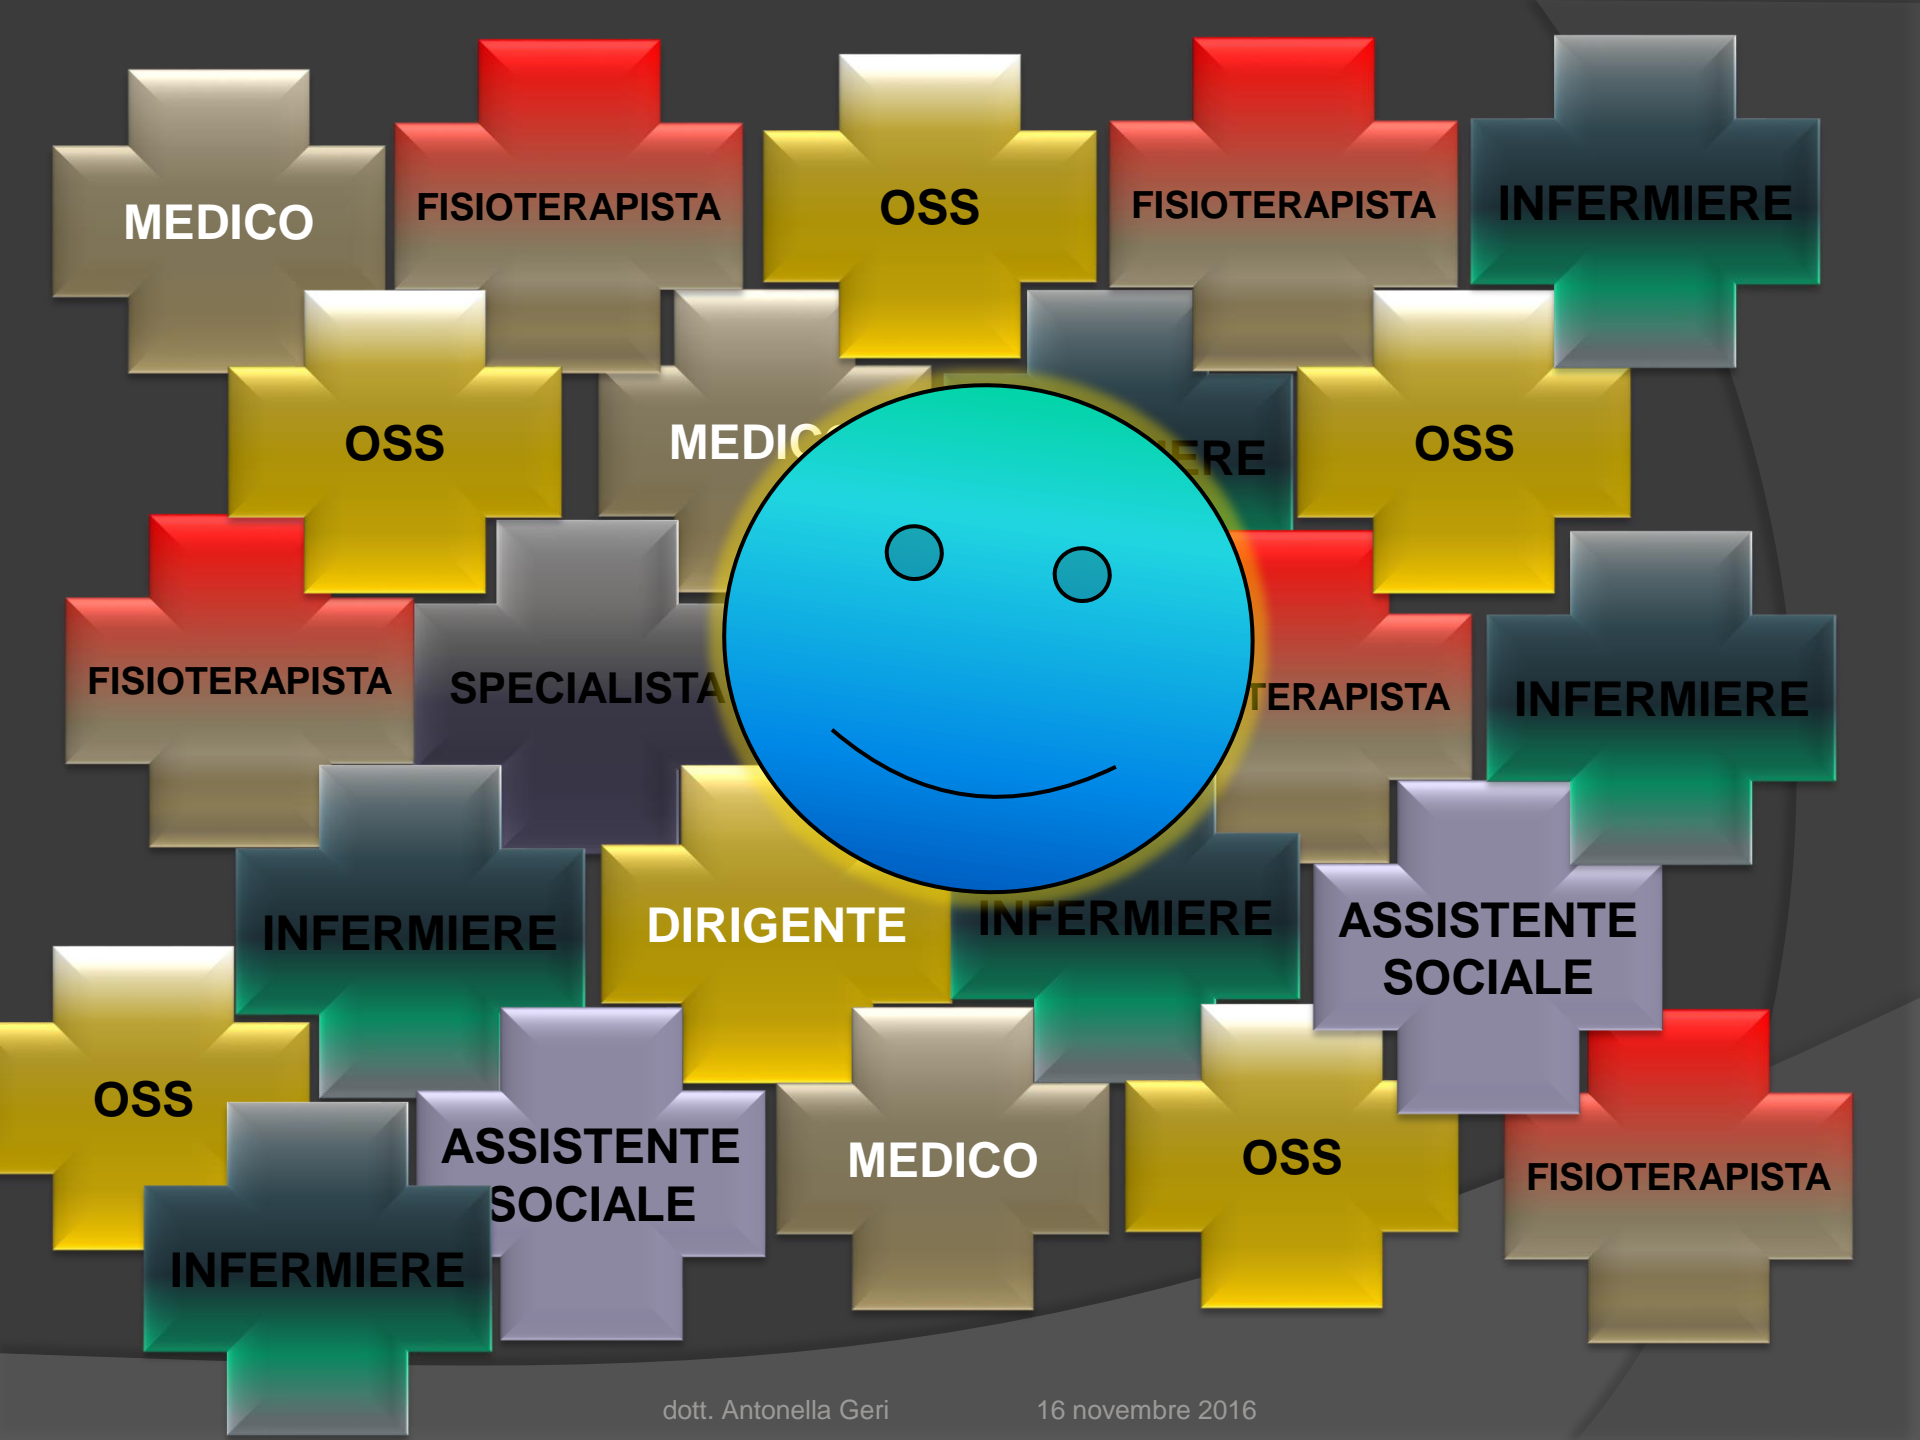 MEDICO
FISIOTERAPISTA
OSS
FISIOTERAPISTA
INFERMIERE
OSS
OSS
FISIOTERAPISTA
SPECIALISTA
INFERMIERE
INFERMIERE
DIRIGENTE
INFERMIERE
ASSISTENTE
SOCIALE
OSS
ASSISTENTE
SOCIALE
MEDICO
OSS
FISIOTERAPISTA
INFERMIERE
dott. Antonella Geri
16 novembre 2016